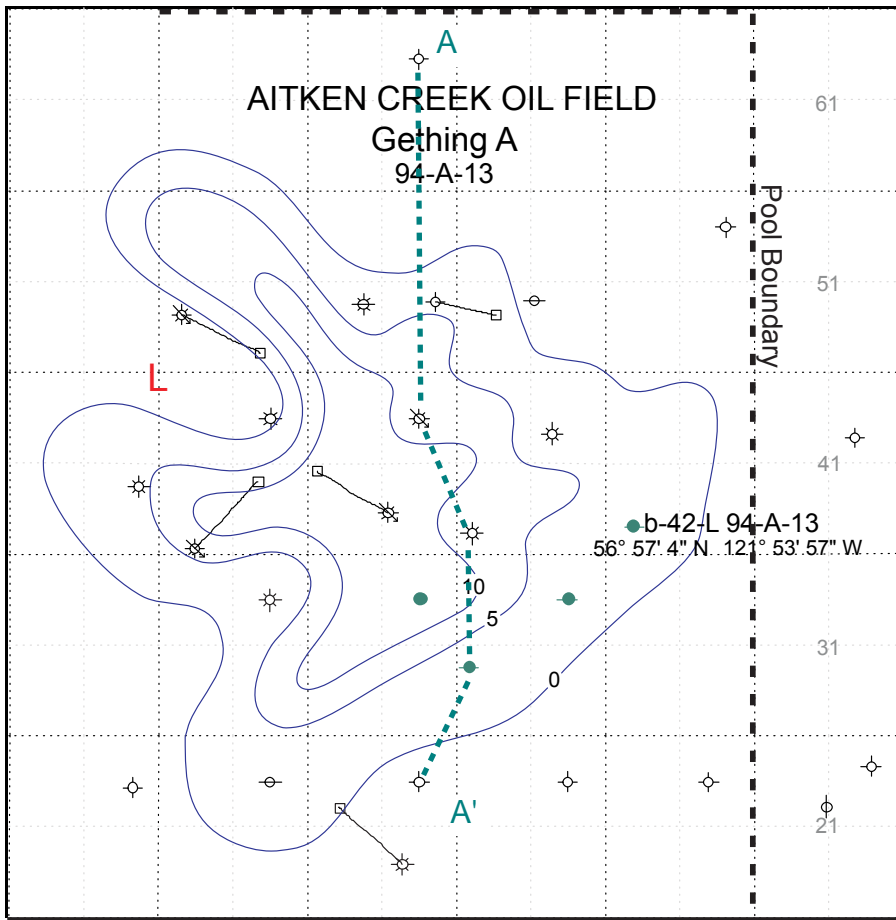 A
AITKEN CREEK OIL FIELD
61
Gething A
94-A-13
Pool Boundary
51
L
41
b-42-L 94-A-13
56° 57' 4" N 121° 53' 57" W
10
5
31
0
A'
21